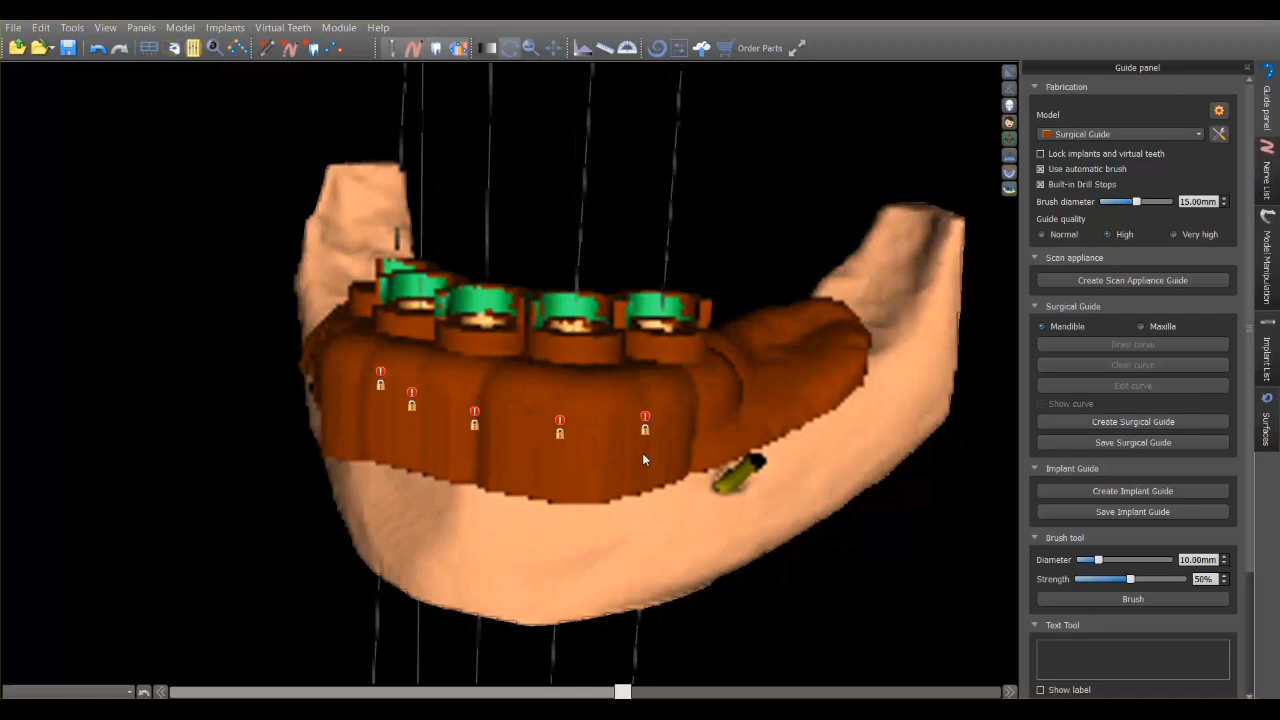 File Edit Tools View Panels Model Implants Virtual Teeth Module Help
Order Parts
Guide panel
Fabrication
Model
Surgical Guide
Lock implants and virtual teeth
Use automatic brush
Built-in Drill Stops
Brush diameter 15.00mm
Guide quality
Normal High Very high
Scan appliance
Create Scan Appliance Guide
Surgical Guide
Mandible Maxilla
Draw curve
Clear curve
Edit curve
Show curve
Create Surgical Guide
Save Surgical Guide
Implant Guide
Create Implant Guide
Save Implant Guide
Brush tool
Diameter 10.00mm
Strength 50%
Brush
Text Tool
Show label
Guide panel
Nerve List
Model Manipulation
Implant List
Surfaces